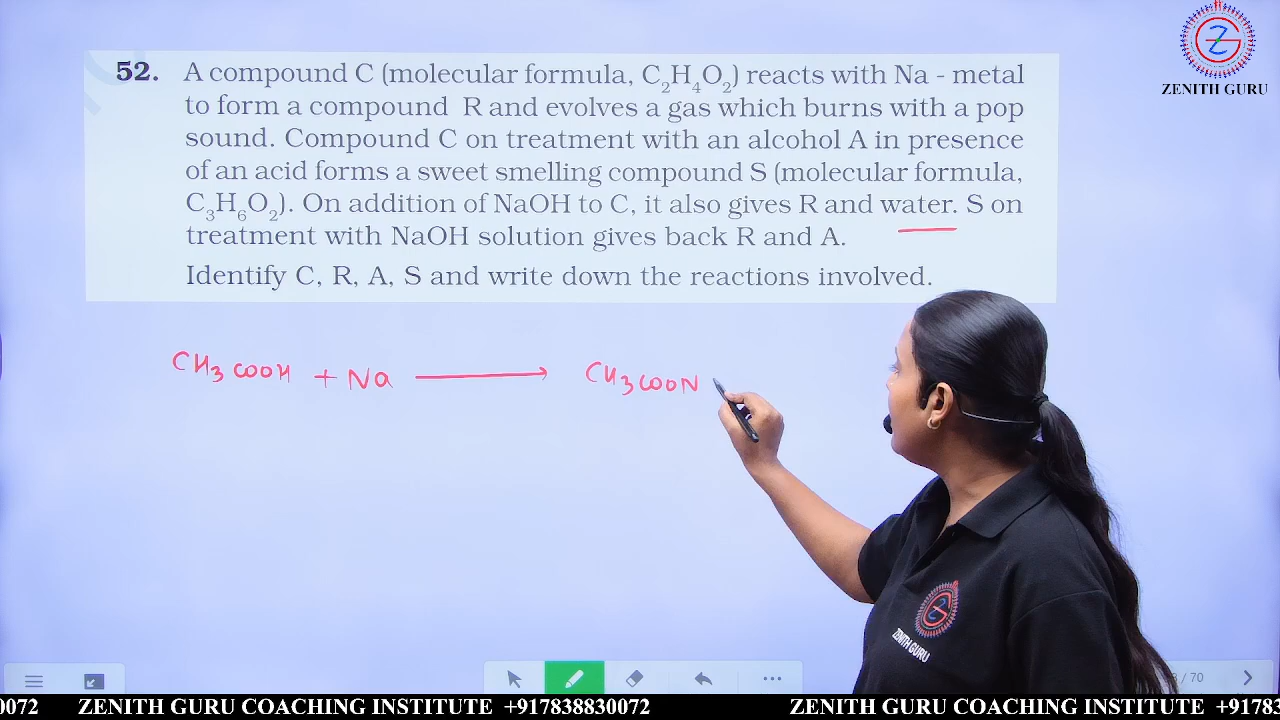 ZENITH GURU
52. A compound C (molecular formula, C₂H₄O₂) reacts with Na - metal
to form a compound R and evolves a gas which burns with a pop
sound. Compound C on treatment with an alcohol A in presence
of an acid forms a sweet smelling compound S (molecular formula,
C₃H₆O₂). On addition of NaOH to C, it also gives R and water. S on
treatment with NaOH solution gives back R and A.
Identify C, R, A, S and write down the reactions involved.
CH₃COOH + Na ⟶ CH₃COON
ZENITH GURU
/ 70
0072 ZENITH GURU COACHING INSTITUTE +917838830072 ZENITH GURU COACHING INSTITUTE +91783